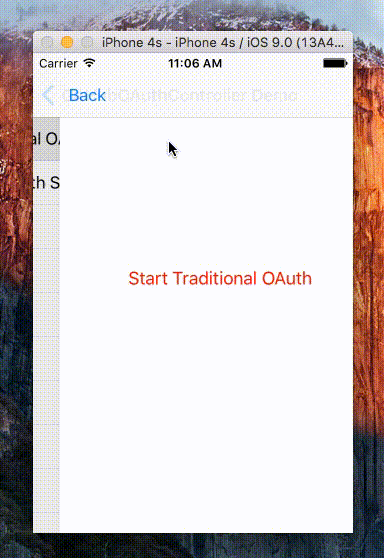 iPhone 4s - iPhone 4s / iOS 9.0 (13A4...
Carrier 11:06 AM
Back OAuthController Demo
al OA
th S
Start Traditional OAuth